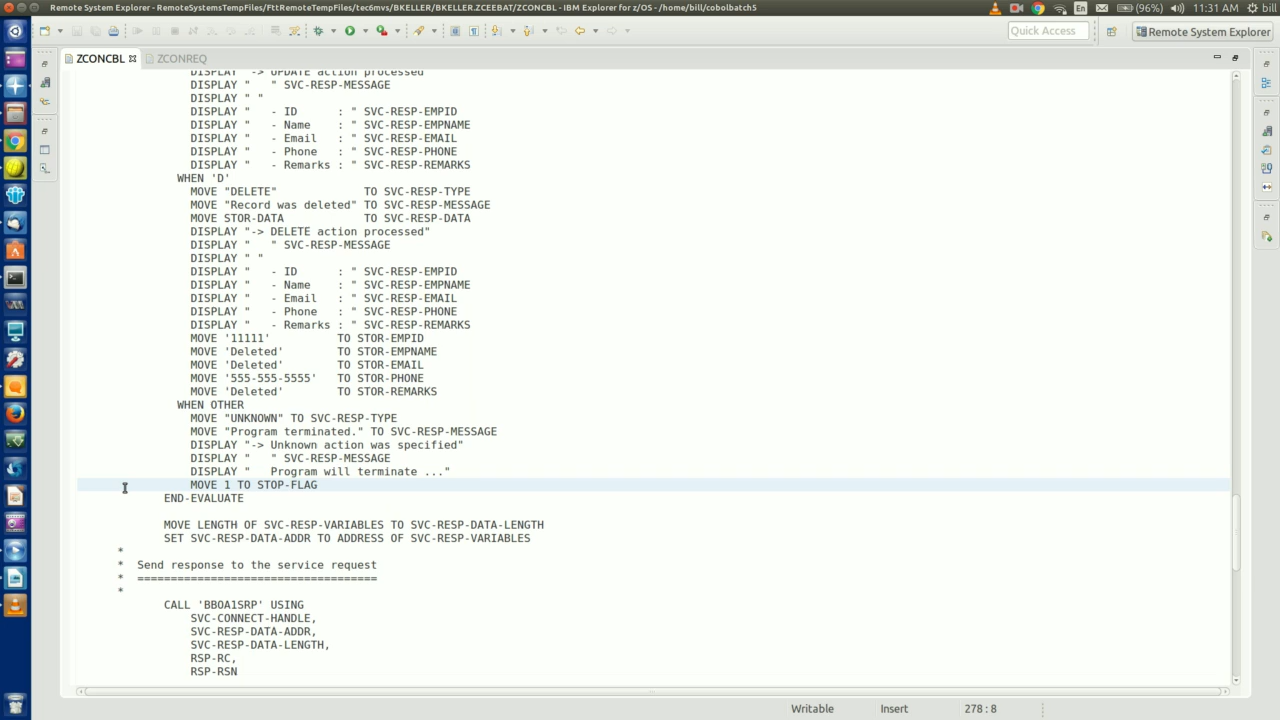 Remote System Explorer - RemoteSystemsTempFiles/FttRemoteTempFiles/tec6mvs/BKELLER/BKELLER.ZCEEBAT/ZCONCBL - IBM Explorer for z/OS - /home/bill/cobolbatch5
En
(96%)
11:31 AM
bill
Quick Access
Remote System Explorer
ZCONCBL
ZCONREQ
DISPLAY "-> UPDATE action processed
DISPLAY "   " SVC-RESP-MESSAGE
DISPLAY " "
DISPLAY "   - ID      : " SVC-RESP-EMPID
DISPLAY "   - Name    : " SVC-RESP-EMPNAME
DISPLAY "   - Email   : " SVC-RESP-EMAIL
DISPLAY "   - Phone   : " SVC-RESP-PHONE
DISPLAY "   - Remarks : " SVC-RESP-REMARKS
WHEN 'D'
MOVE "DELETE"             TO SVC-RESP-TYPE
MOVE "Record was deleted" TO SVC-RESP-MESSAGE
MOVE STOR-DATA            TO SVC-RESP-DATA
DISPLAY "-> DELETE action processed"
DISPLAY "   " SVC-RESP-MESSAGE
DISPLAY " "
DISPLAY "   - ID      : " SVC-RESP-EMPID
DISPLAY "   - Name    : " SVC-RESP-EMPNAME
DISPLAY "   - Email   : " SVC-RESP-EMAIL
DISPLAY "   - Phone   : " SVC-RESP-PHONE
DISPLAY "   - Remarks : " SVC-RESP-REMARKS
MOVE '11111'          TO STOR-EMPID
MOVE 'Deleted'        TO STOR-EMPNAME
MOVE 'Deleted'        TO STOR-EMAIL
MOVE '555-555-5555'   TO STOR-PHONE
MOVE 'Deleted'        TO STOR-REMARKS
WHEN OTHER
MOVE "UNKNOWN" TO SVC-RESP-TYPE
MOVE "Program terminated." TO SVC-RESP-MESSAGE
DISPLAY "-> Unknown action was specified"
DISPLAY "   " SVC-RESP-MESSAGE
DISPLAY "   Program will terminate ..."
MOVE 1 TO STOP-FLAG
END-EVALUATE
MOVE LENGTH OF SVC-RESP-VARIABLES TO SVC-RESP-DATA-LENGTH
SET SVC-RESP-DATA-ADDR TO ADDRESS OF SVC-RESP-VARIABLES
*
*  Send response to the service request
*  ====================================
*
CALL 'BBOA1SRP' USING
SVC-CONNECT-HANDLE,
SVC-RESP-DATA-ADDR,
SVC-RESP-DATA-LENGTH,
RSP-RC,
RSP-RSN
Writable
Insert
278 : 8